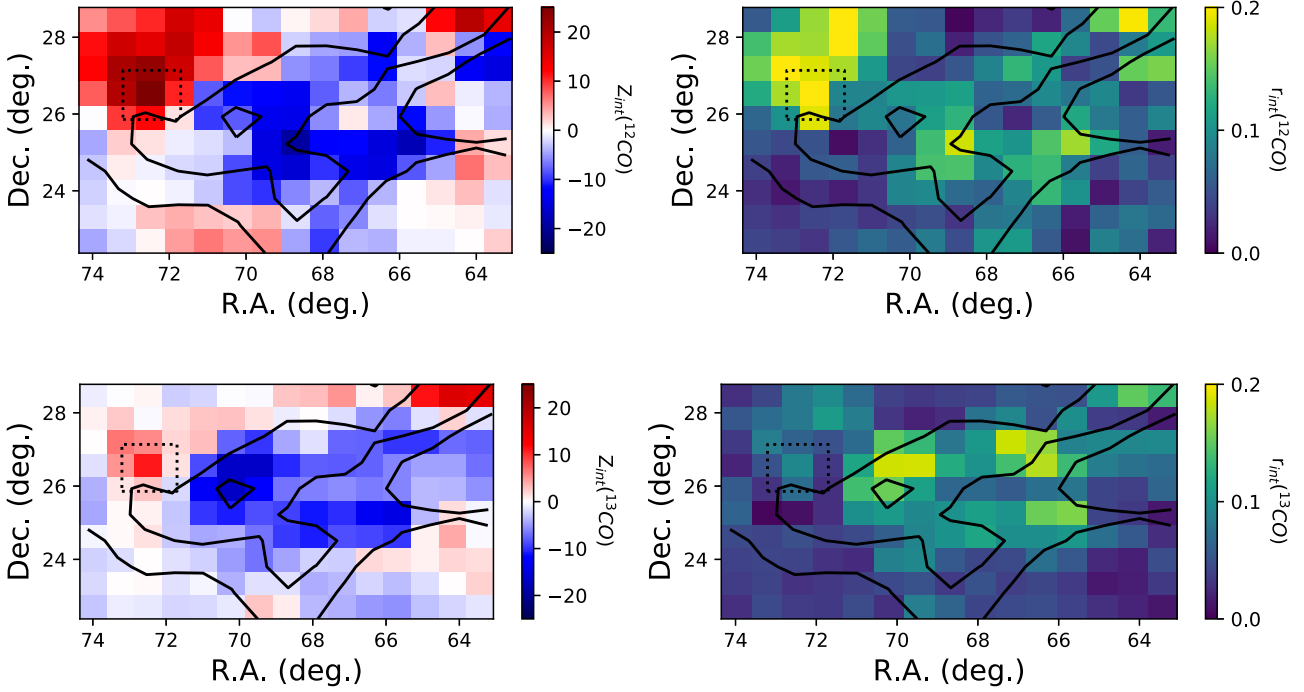 28
26
24
Dec. (deg.)
74 72 70 68 66 64
R.A. (deg.)
20
10
0
−10
−20
Z_int(^12CO)
28
26
24
Dec. (deg.)
74 72 70 68 66 64
R.A. (deg.)
0.2
0.1
0.0
r_int(^12CO)
28
26
24
Dec. (deg.)
74 72 70 68 66 64
R.A. (deg.)
20
10
0
−10
−20
Z_int(^13CO)
28
26
24
Dec. (deg.)
74 72 70 68 66 64
R.A. (deg.)
0.2
0.1
0.0
r_int(^13CO)